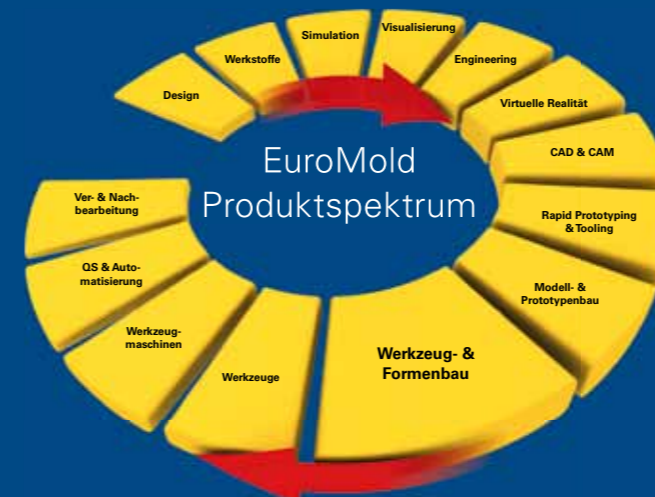 EuroMold
Produktspektrum
Design
Werkstoffe
Simulation
Visualisierung
Engineering
Virtuelle Realität
CAD & CAM
Rapid Prototyping
& Tooling
Modell- &
Prototypenbau
Werkzeug- &
Formenbau
Werkzeuge
Werkzeug-
maschinen
QS & Auto-
matisierung
Ver- & Nach-
bearbeitung